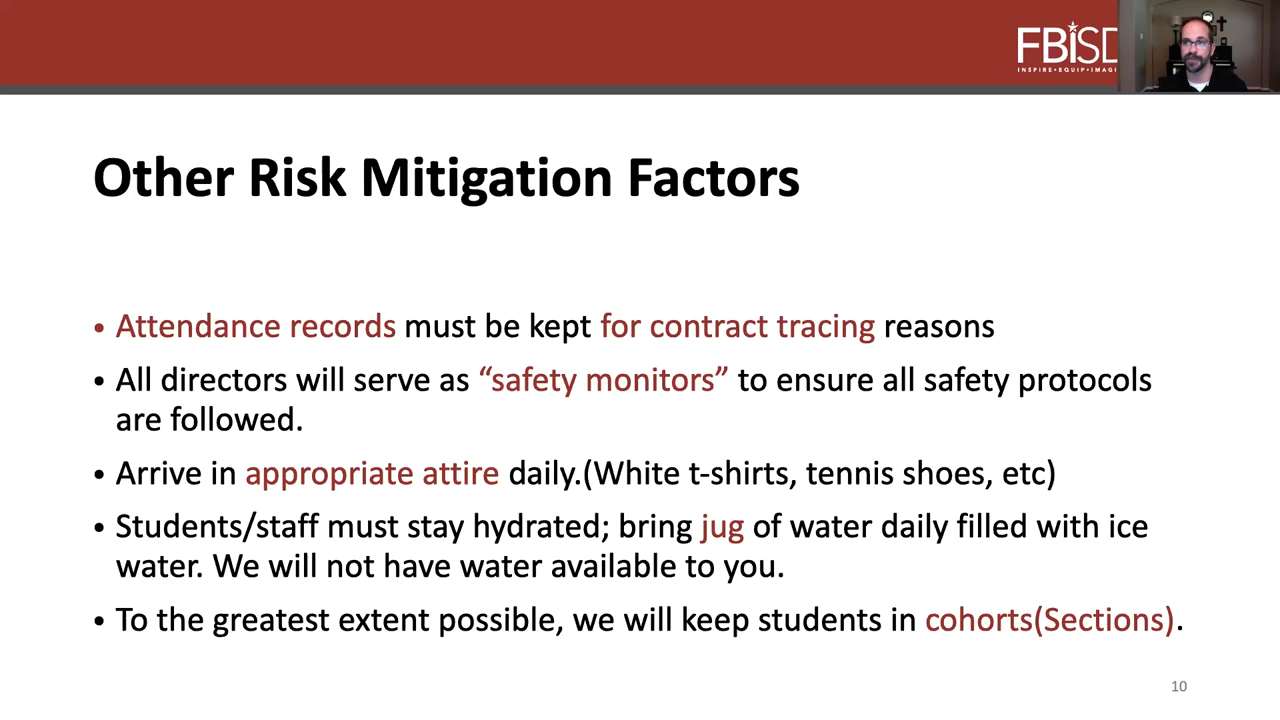 FBISD
INSPIRE•EQUIP•IMAGI
Other Risk Mitigation Factors
• Attendance records must be kept for contract tracing reasons
• All directors will serve as “safety monitors” to ensure all safety protocols
are followed.
• Arrive in appropriate attire daily.(White t-shirts, tennis shoes, etc)
• Students/staff must stay hydrated; bring jug of water daily filled with ice
water. We will not have water available to you.
• To the greatest extent possible, we will keep students in cohorts(Sections).
10